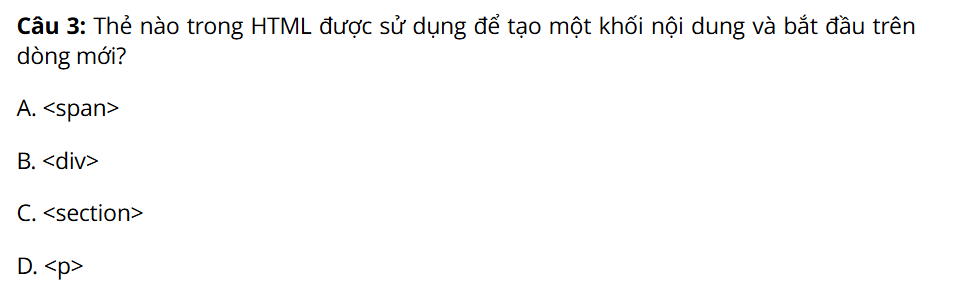 Câu 3: Thẻ nào trong HTML được sử dụng để tạo một khối nội dung và bắt đầu trên
dòng mới?
A. <span>
B. <div>
C. <section>
D. <p>